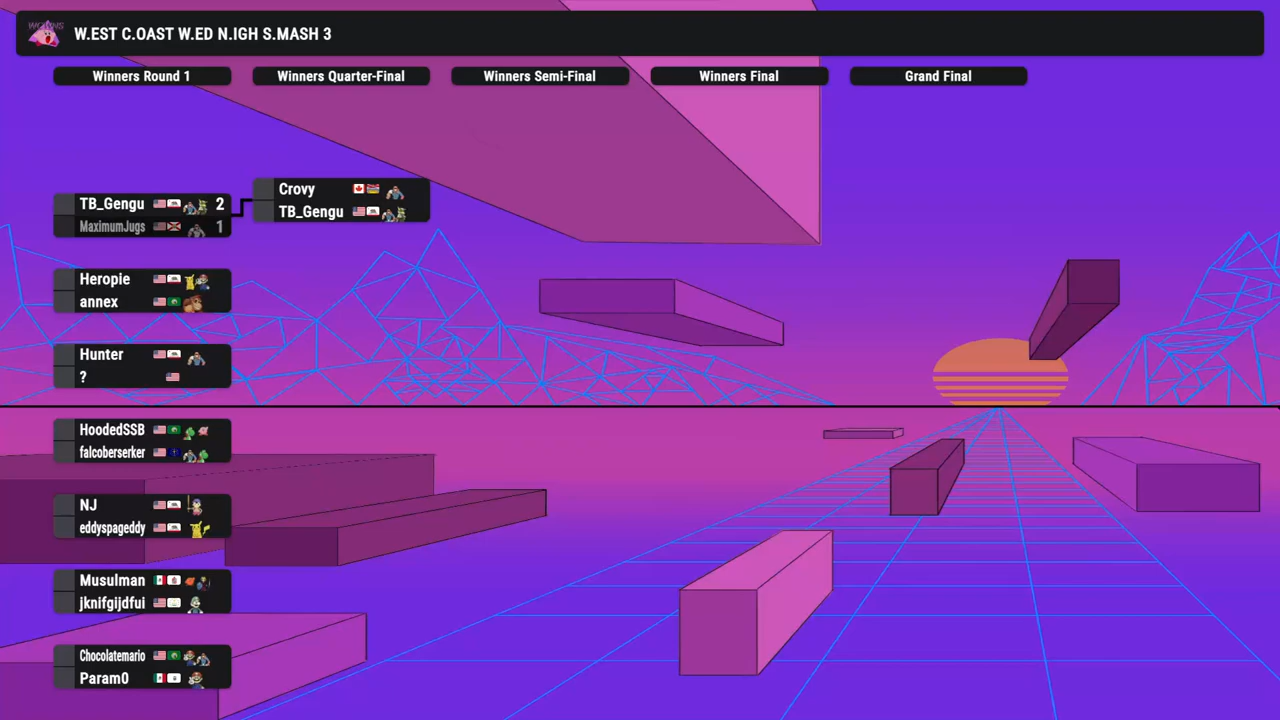 W.EST C.OAST W.ED N.IGH S.MASH 3
Winners Round 1
Winners Quarter-Final
Winners Semi-Final
Winners Final
Grand Final
Crovy
TB_Gengu
TB_Gengu 2
MaximumJugs 1
Heropie
annex
Hunter
?
HoodedSSB
falcoberserker
NJ
eddyspageddy
Musulman
jknifgijdfui
Chocolatemario
Param0